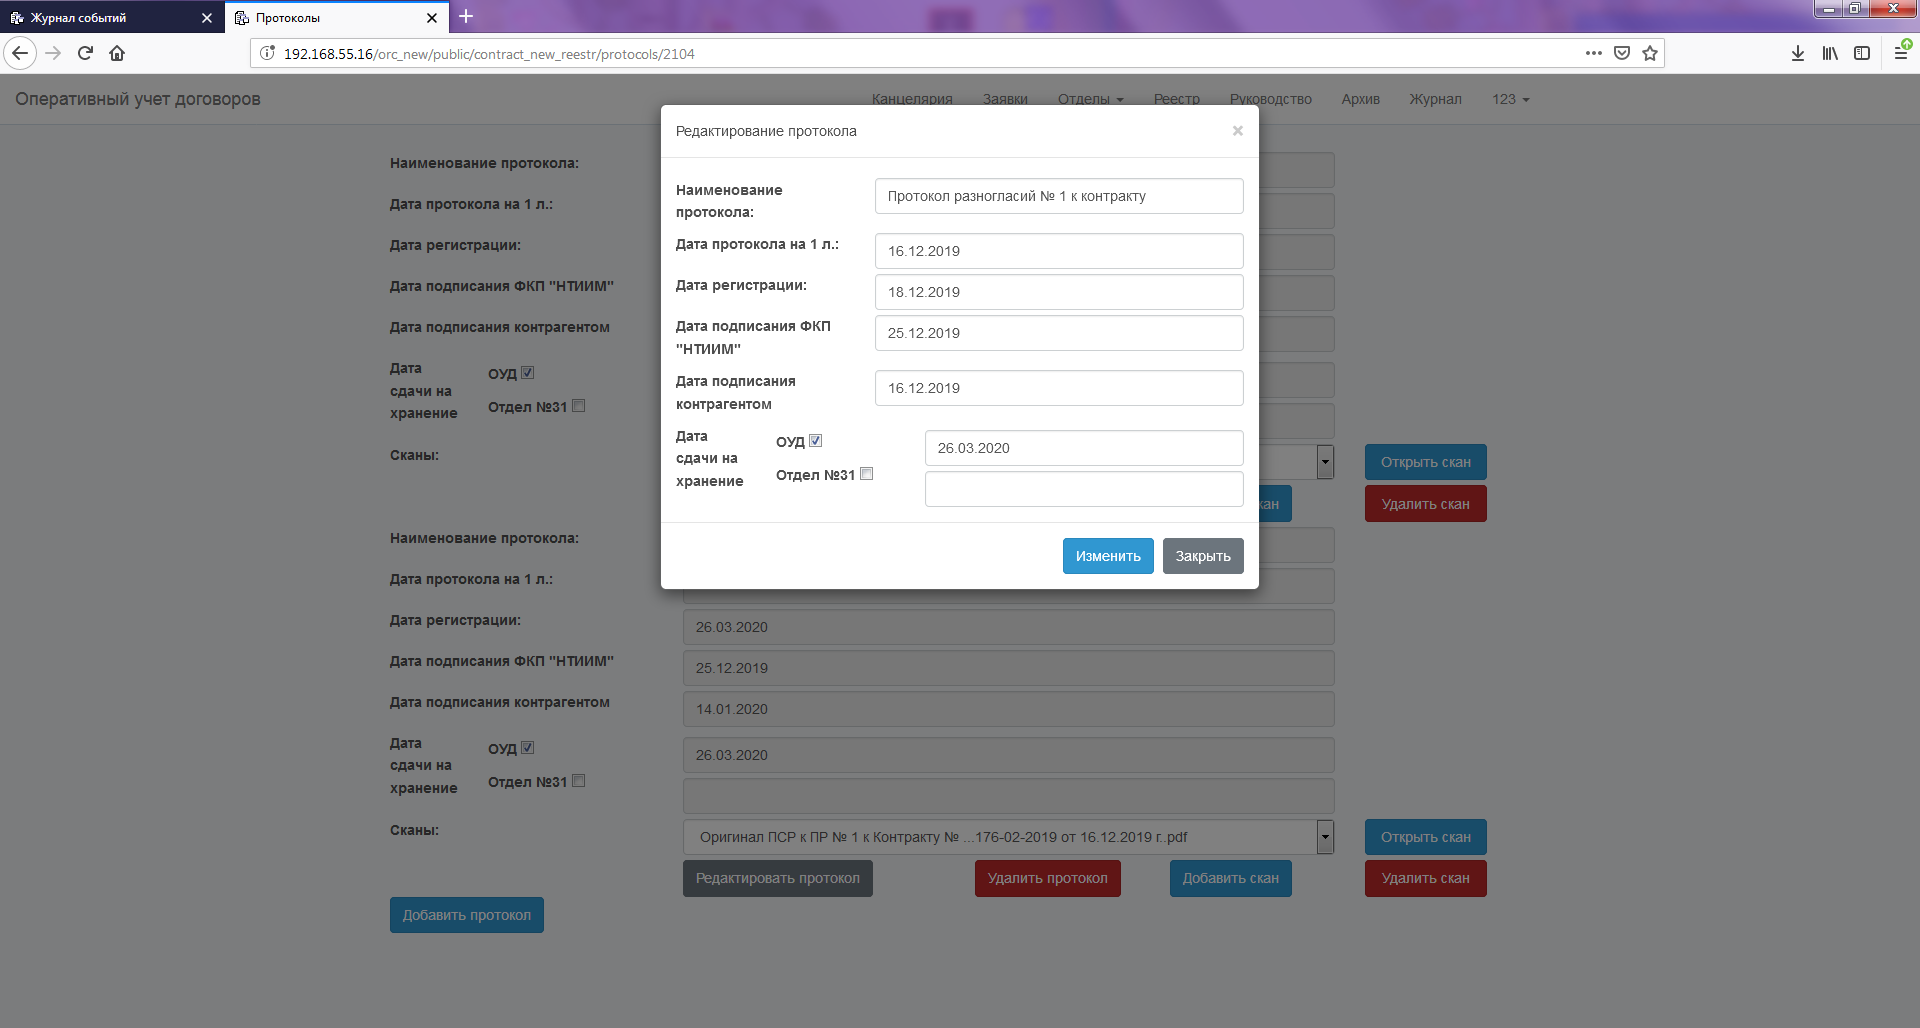 Журнал событий
Протоколы
192.168.55.16/orc_new/public/contract_new_reestr/protocols/2104
Оперативный учет договоров
Канцелярия Заявки Отделы Реестр Руководство Архив Журнал 123
Редактирование протокола
×
Наименование протокола:
Протокол разногласий № 1 к контракту
Дата протокола на 1 л.:
16.12.2019
Дата регистрации:
18.12.2019
Дата подписания ФКП "НТИИМ"
25.12.2019
Дата подписания контрагентом
16.12.2019
Дата сдачи на хранение
ОУД
26.03.2020
Отдел №31
Изменить
Закрыть
Наименование протокола:
Дата протокола на 1 л.:
Дата регистрации:
Дата подписания ФКП "НТИИМ"
Дата подписания контрагентом
Дата сдачи на хранение
ОУД
Отдел №31
Сканы:
Открыть скан
Удалить скан
Наименование протокола:
Дата протокола на 1 л.:
Дата регистрации:
26.03.2020
Дата подписания ФКП "НТИИМ"
25.12.2019
Дата подписания контрагентом
14.01.2020
Дата сдачи на хранение
ОУД
26.03.2020
Отдел №31
Сканы:
Оригинал ПСР к ПР № 1 к Контракту № ...176-02-2019 от 16.12.2019 г..pdf
Открыть скан
Редактировать протокол
Удалить протокол
Добавить скан
Удалить скан
Добавить протокол